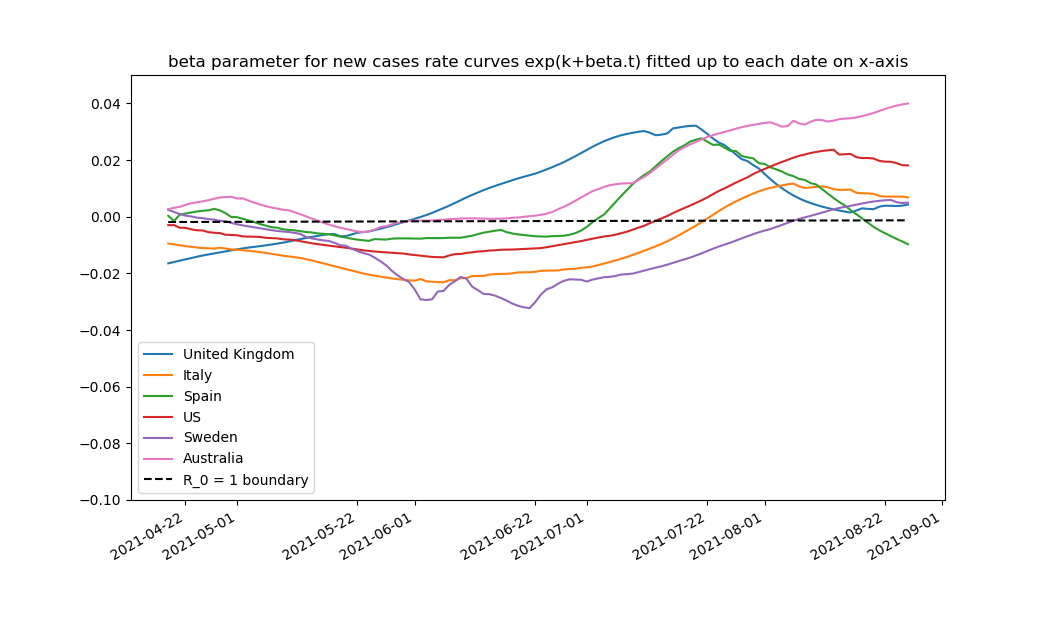 beta parameter for new cases rate curves exp(k+beta.t) fitted up to each date on x-axis
0.04
0.02
0.00
−0.02
−0.04
−0.06
−0.08
−0.10
United Kingdom
Italy
Spain
US
Sweden
Australia
R_0 = 1 boundary
2021-04-22
2021-05-01
2021-05-22
2021-06-01
2021-06-22
2021-07-01
2021-07-22
2021-08-01
2021-08-22
2021-09-01